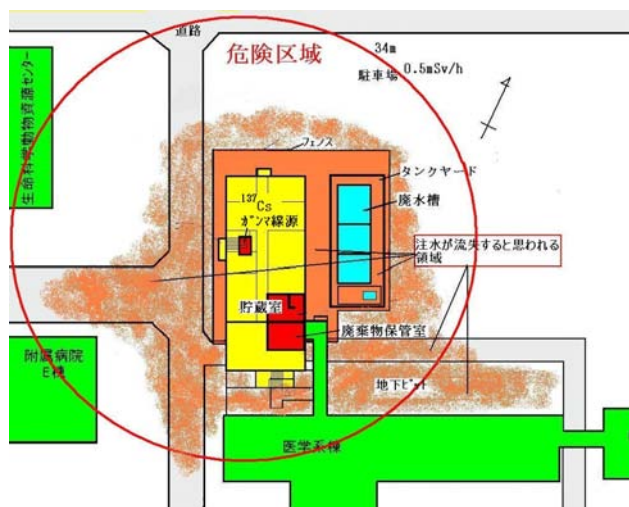 道路
危険区域
34m
駐車場 0.5mSv/h
生命科学動物資源センター
フェンス
タンクヤード
137Cs
ガンマ線源
廃水槽
注水が流失すると思われる
領域
貯蔵室
廃棄物保管室
附属病院
E棟
地下ピット
医学系棟